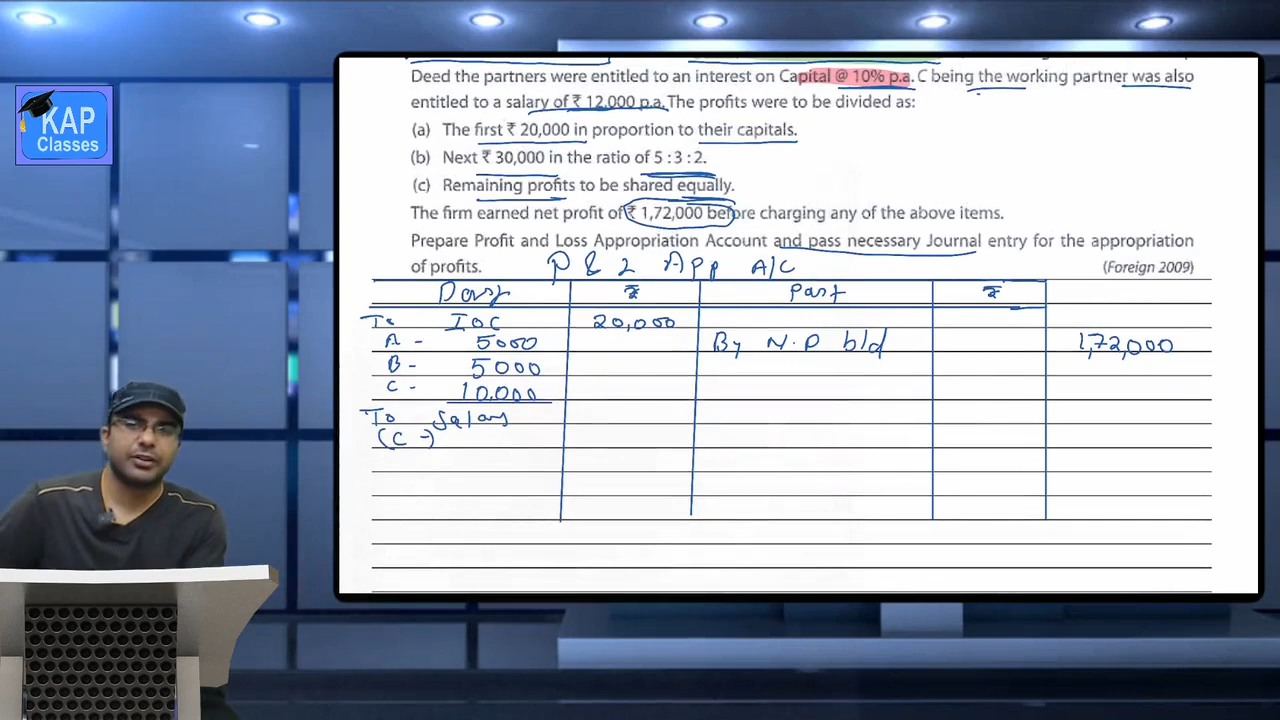 KAP
Classes
Deed the partners were entitled to an interest on Capital @ 10% p.a. C being the working partner was also
entitled to a salary of ₹ 12,000 p.a. The profits were to be divided as:
(a) The first ₹ 20,000 in proportion to their capitals.
(b) Next ₹ 30,000 in the ratio of 5 : 3 : 2.
(c) Remaining profits to be shared equally.
The firm earned net profit of ₹ 1,72,000 before charging any of the above items.
Prepare Profit and Loss Appropriation Account and pass necessary Journal entry for the appropriation
of profits. (Foreign 2009)
P & L App A/C
Part ₹ Part ₹
To IOC 20,000
A - 5000 By N.P b/d 1,72,000
B - 5000
C - 10,000
To Salary
(C -)